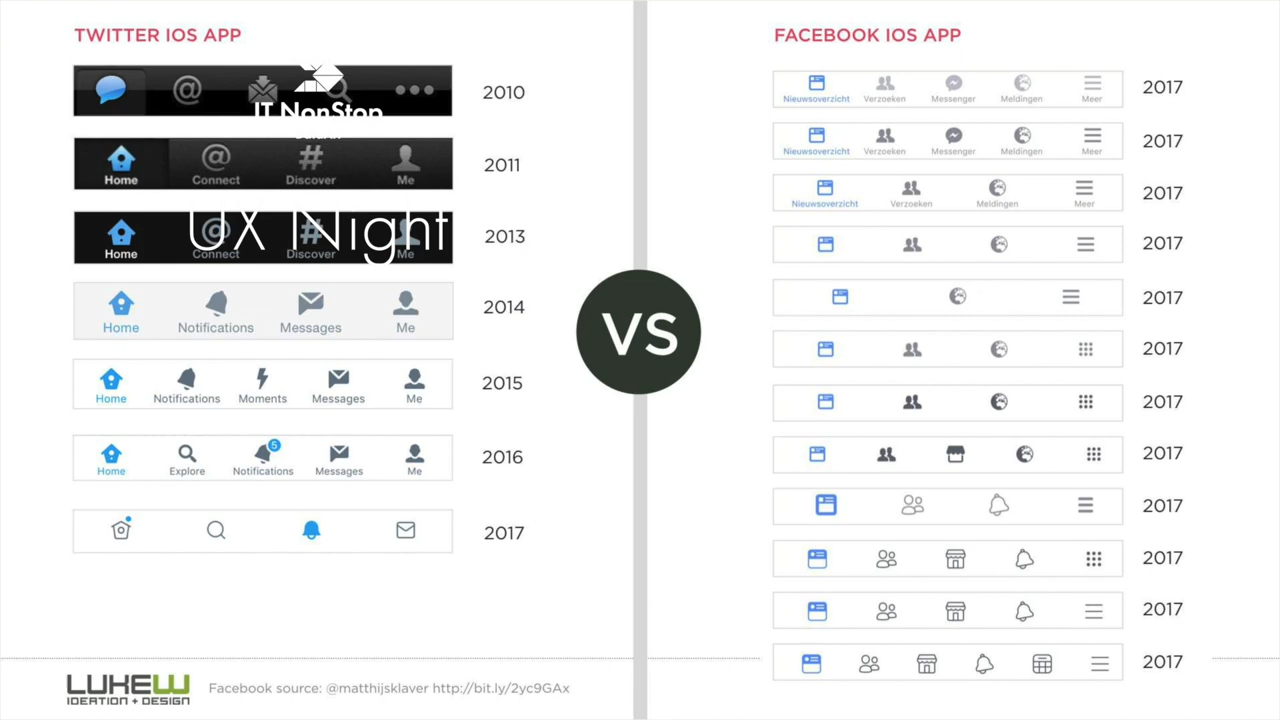 TWITTER IOS APP
2010
IT NonStop
Home
Connect
Discover
Me
2011
UX Night
Home
Connect
Discover
Me
2013
Home
Notifications
Messages
Me
2014
Home
Notifications
Moments
Messages
Me
2015
5
Home
Explore
Notifications
Messages
Me
2016
2017
VS
FACEBOOK IOS APP
Nieuwsoverzicht
Verzoeken
Messenger
Meldingen
Meer
2017
Nieuwsoverzicht
Verzoeken
Messenger
Meldingen
Meer
2017
Nieuwsoverzicht
Verzoeken
Meldingen
Meer
2017
2017
2017
2017
2017
2017
2017
2017
2017
2017
LUKEW
IDEATION + DESIGN
Facebook source: @matthijsklaver http://bit.ly/2yc9GAx